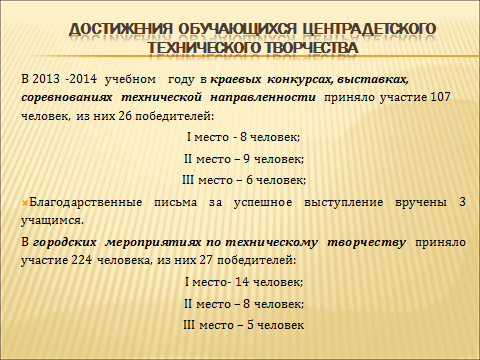 ДОСТИЖЕНИЯ ОБУЧАЮЩИХСЯ ЦЕНТРАДЕТСКОГО
ТЕХНИЧЕСКОГО ТВОРЧЕСТВА
В 2013 -2014 учебном году в краевых конкурсах, выставках,
соревнованиях технической направленности приняло участие 107
человек, из них 26 победителей:
I место - 8 человек;
II место – 9 человек;
III место – 6 человек;
Благодарственные письма за успешное выступление вручены 3
учащимся.
В городских мероприятиях по техническому творчеству приняло
участие 224 человека, из них 27 победителей:
I место- 14 человек;
II место – 8 человек;
III место – 5 человек